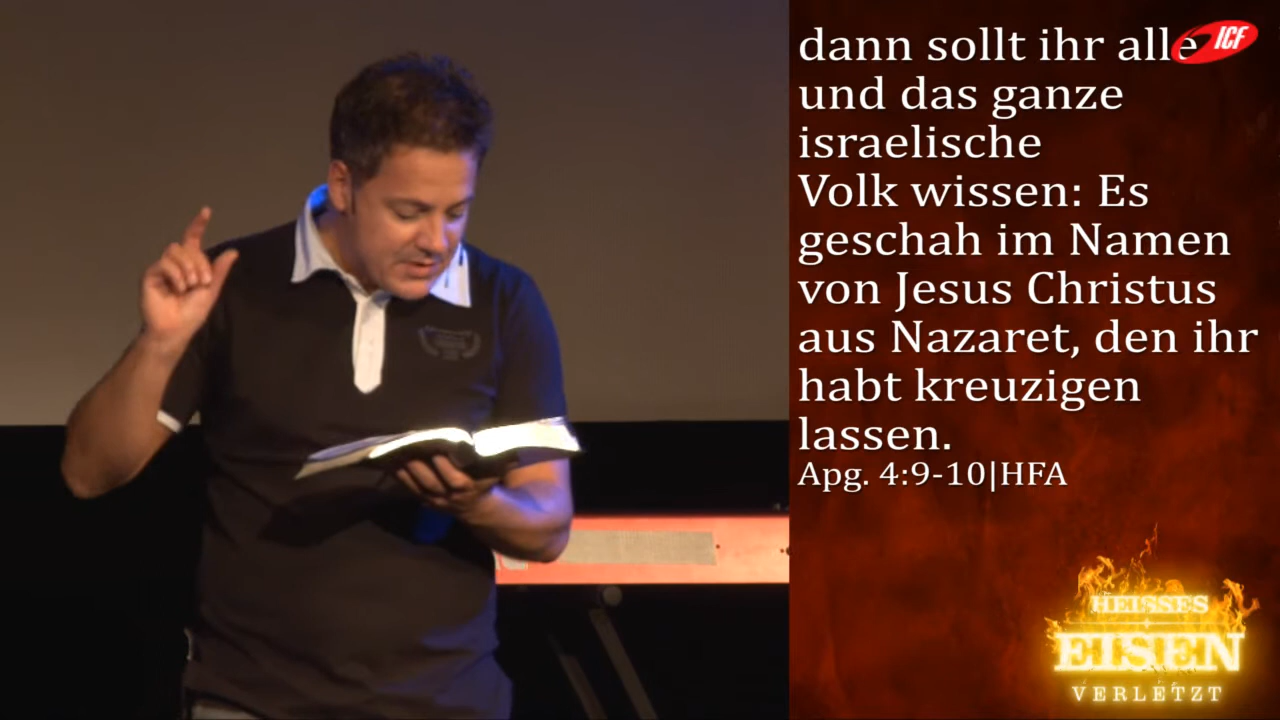 dann sollt ihr alle
ICF
und das ganze
israelische
Volk wissen: Es
geschah im Namen
von Jesus Christus
aus Nazaret, den ihr
habt kreuzigen
lassen.
Apg. 4:9-10|HFA
HEISSES
EISEN
VERLETZT